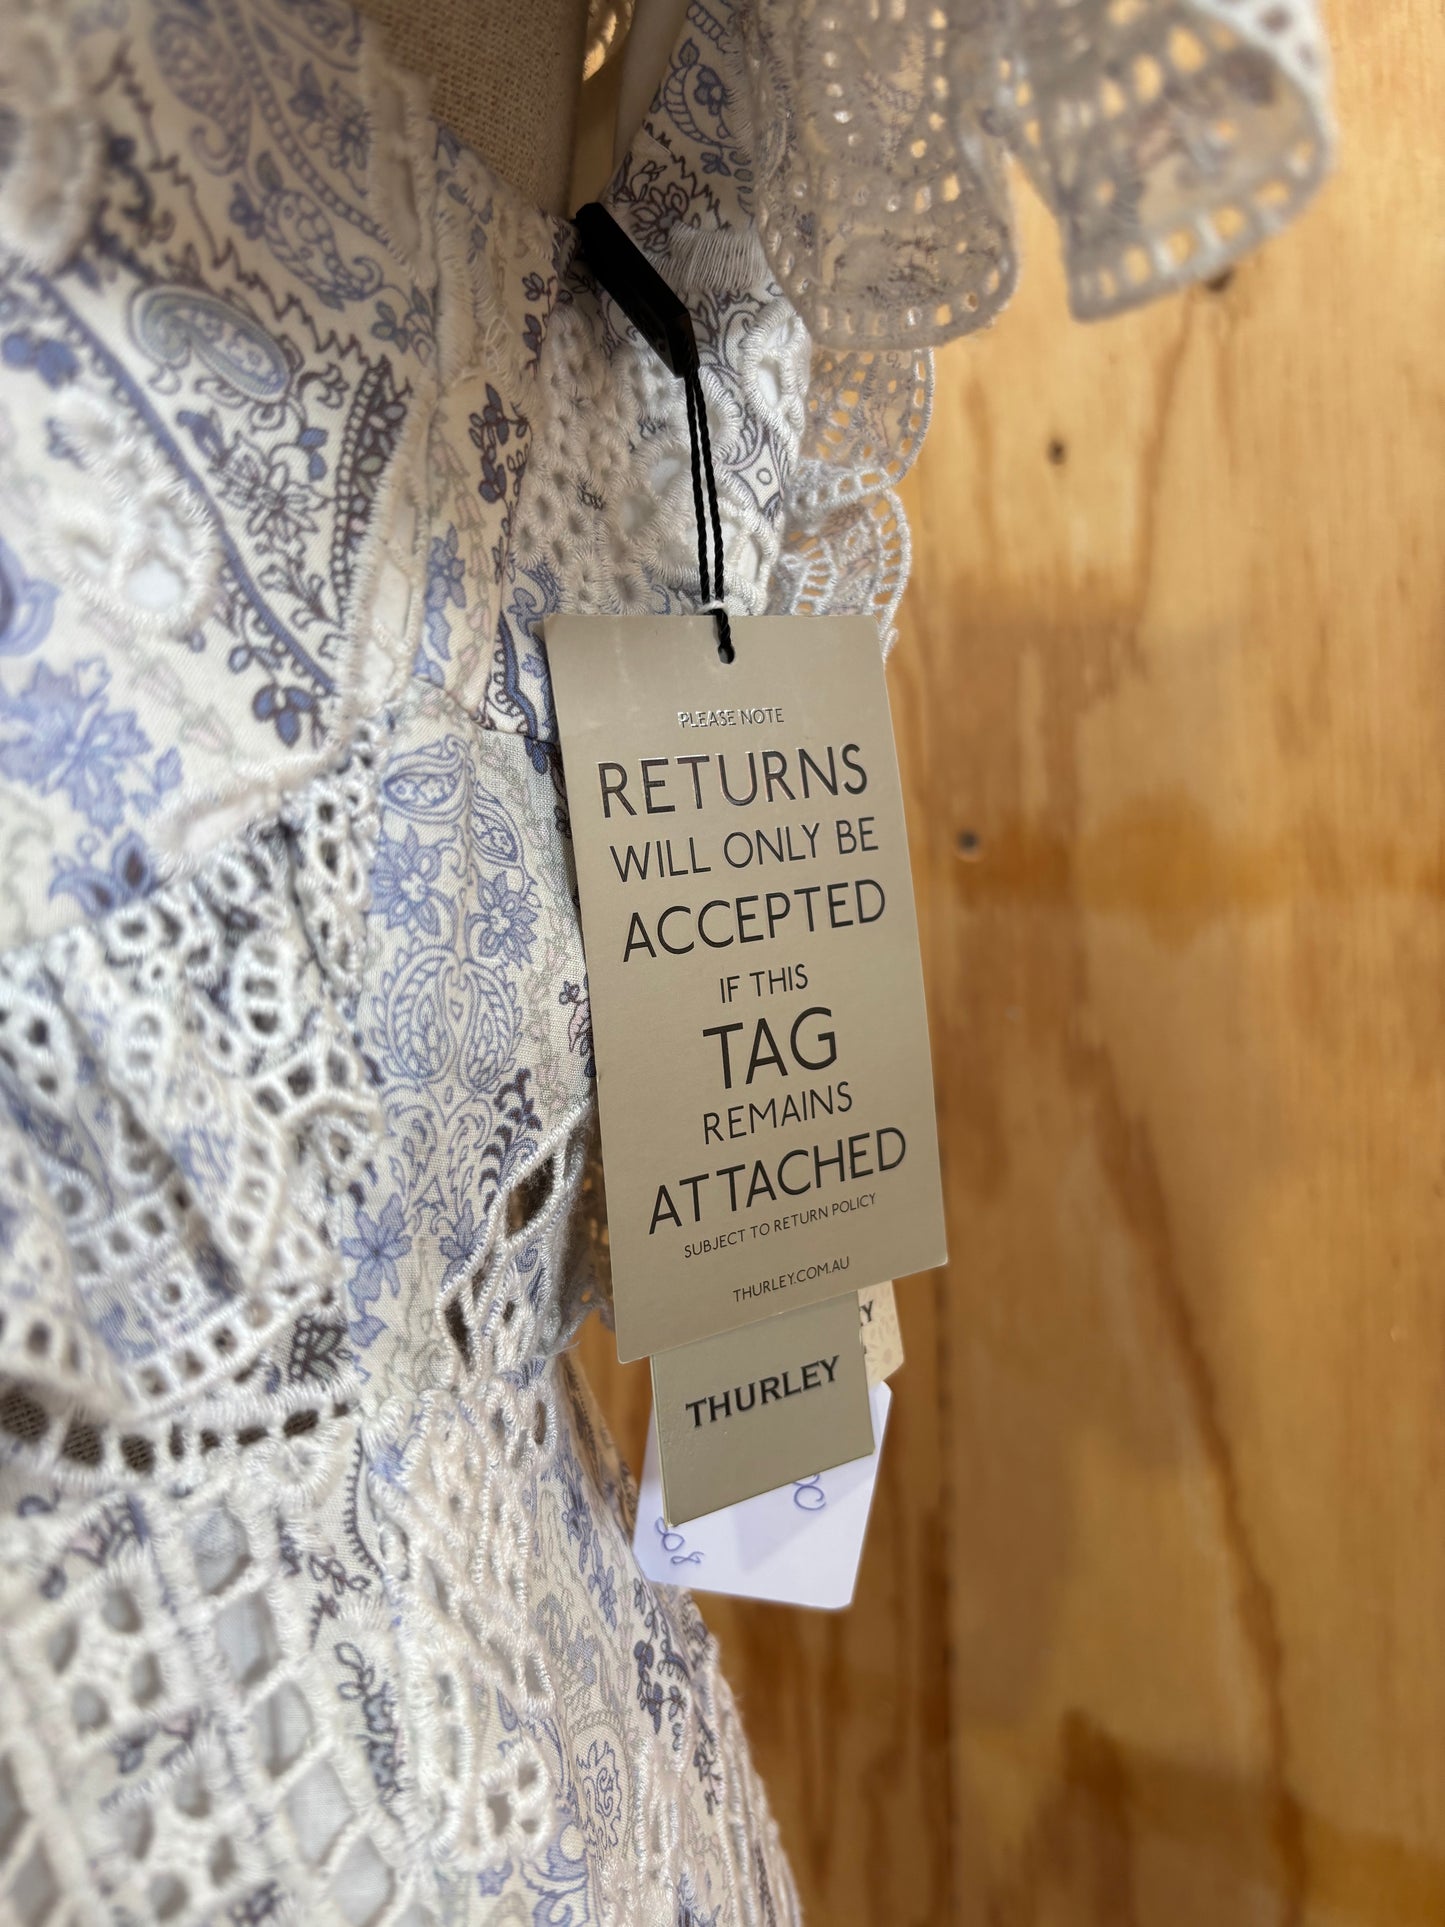 PLEASE NOTE
RETURNS
WILL ONLY BE
ACCEPTED
IF THIS
TAG
REMAINS
ATTACHED
SUBJECT TO RETURN POLICY
THURLEY.COM.AU
THURLEY